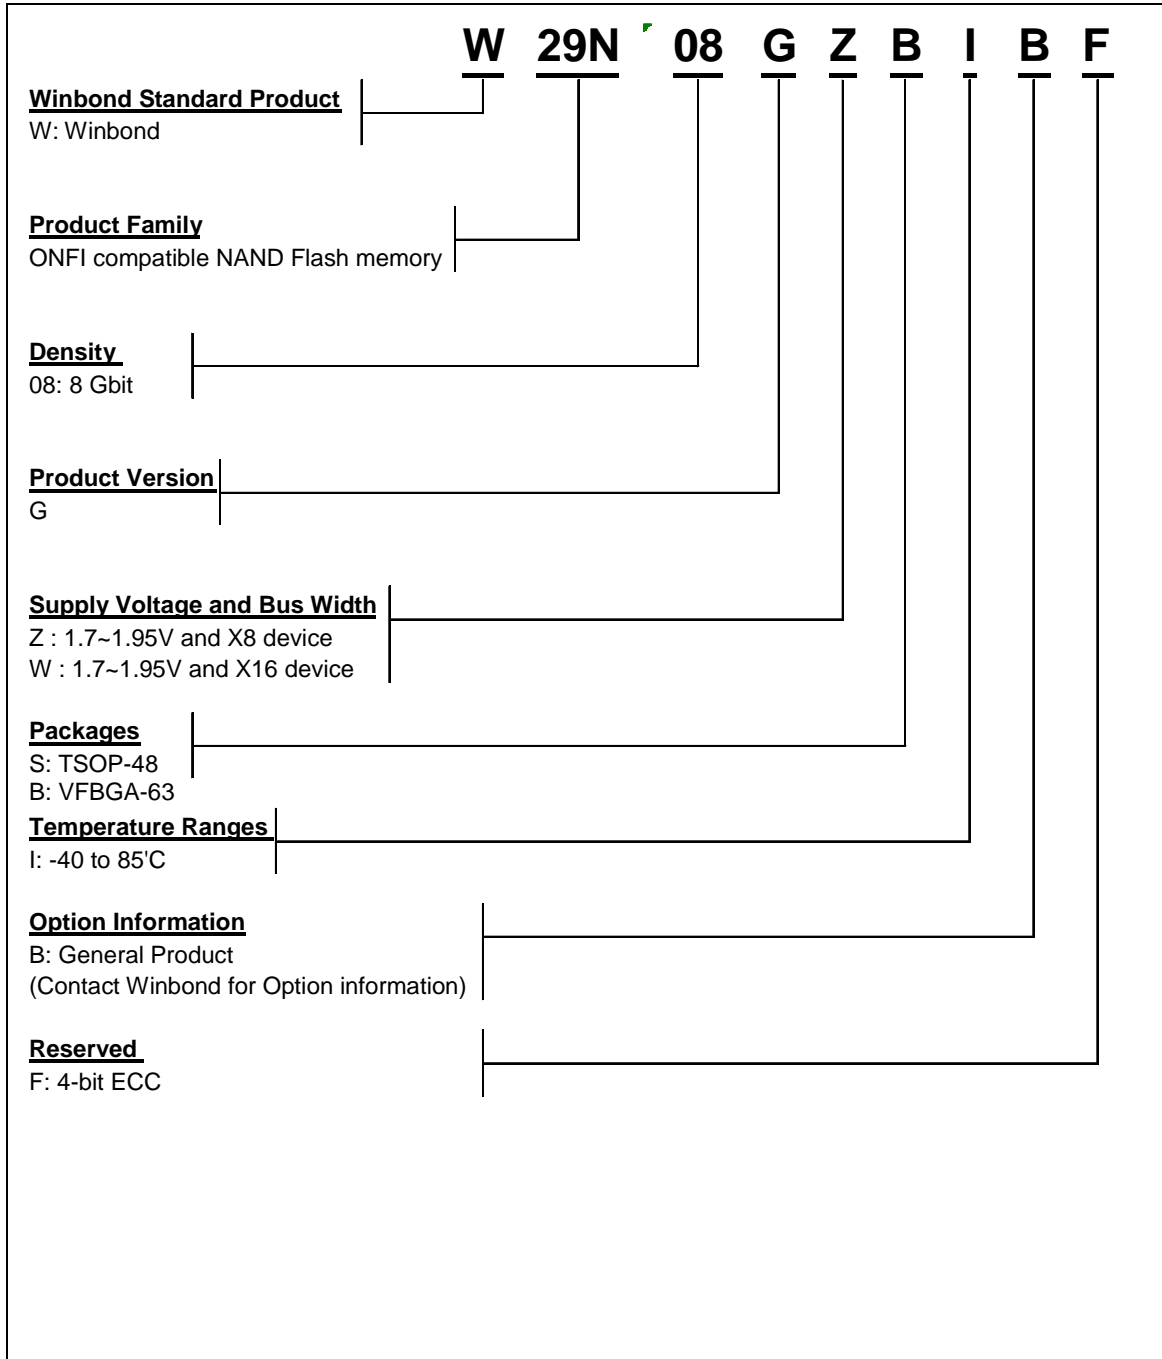 W 29N 08 G Z B I B F
Winbond Standard Product
W: Winbond
Product Family
ONFI compatible NAND Flash memory
Density
08: 8 Gbit
Product Version
G
Supply Voltage and Bus Width
Z : 1.7~1.95V and X8 device
W : 1.7~1.95V and X16 device
Packages
S: TSOP-48
B: VFBGA-63
Temperature Ranges
I: -40 to 85'C
Option Information
B: General Product
(Contact Winbond for Option information)
Reserved
F: 4-bit ECC